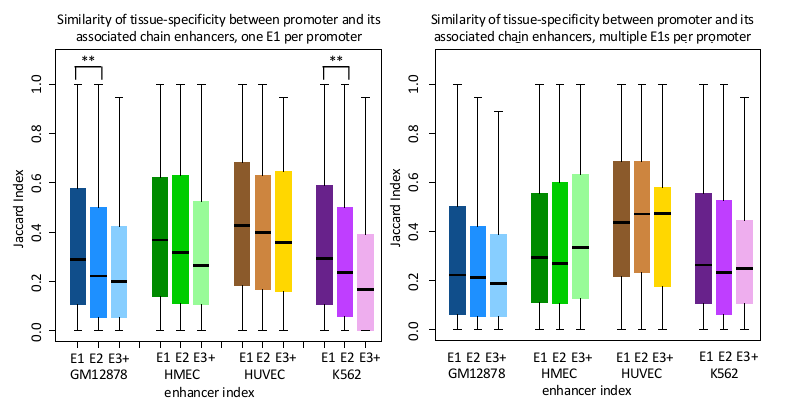 Similarity of tissue-specificity between promoter and its
associated chain enhancers, one E1 per promoter
**
**
Jaccard Index
1.0
0.8
0.6
0.4
0.2
0.0
E1 E2 E3+ E1 E2 E3+ E1 E2 E3+ E1 E2 E3+
GM12878 HMEC HUVEC K562
enhancer index
Similarity of tissue-specificity between promoter and its
associated chain enhancers, multiple E1s per promoter
Jaccard Index
1.0
0.8
0.6
0.4
0.2
0.0
E1 E2 E3+ E1 E2 E3+ E1 E2 E3+ E1 E2 E3+
GM12878 HMEC HUVEC K562
enhancer index